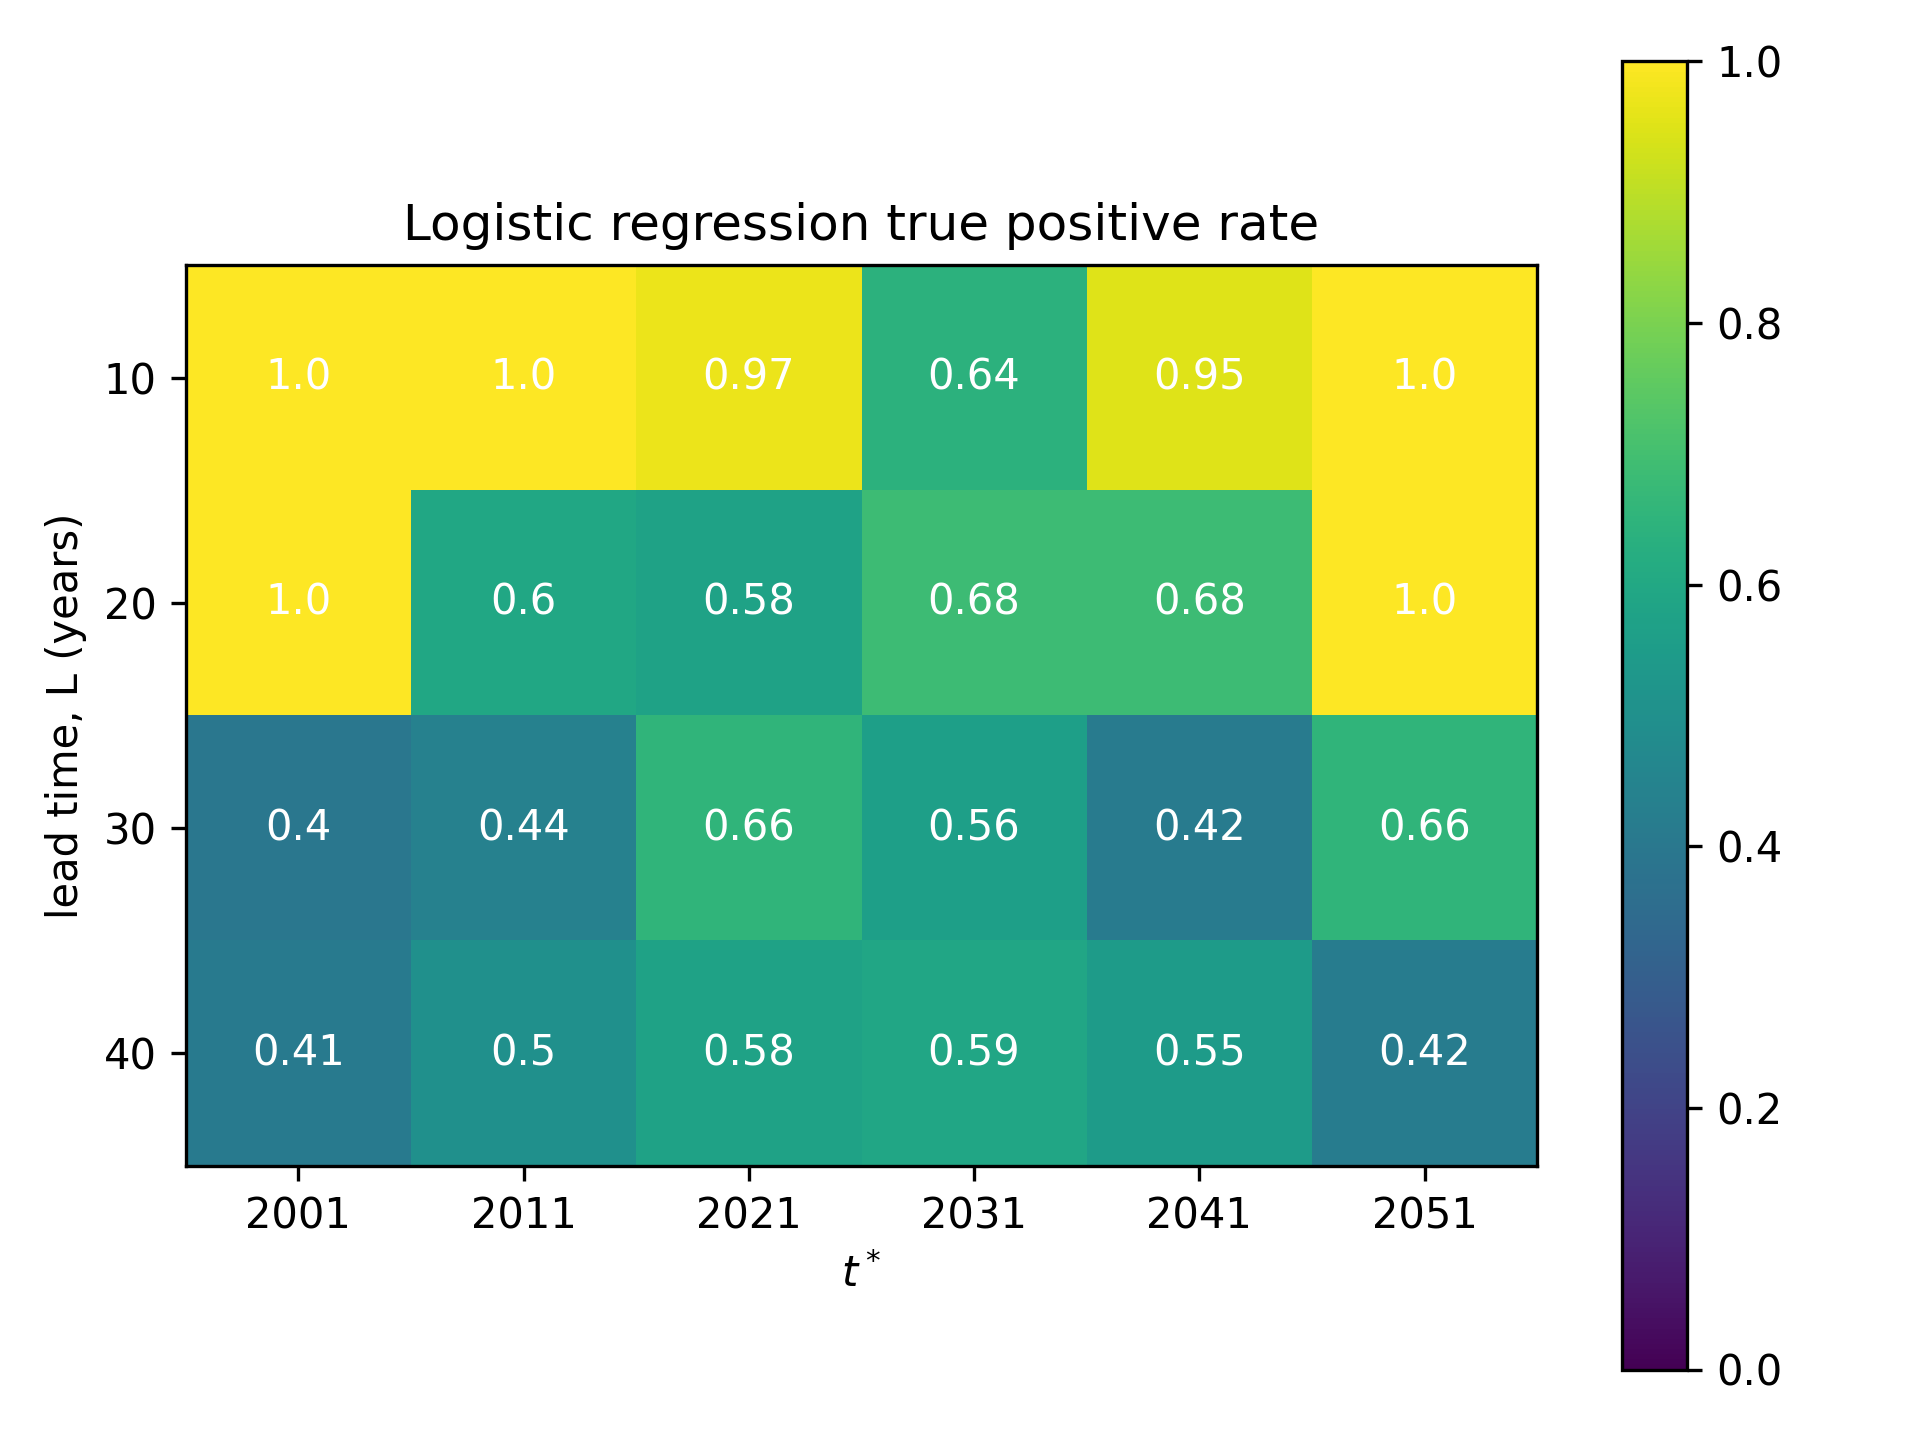 Logistic regression true positive rate
lead time, L (years)
10 1.0 1.0 0.97 0.64 0.95 1.0
20 1.0 0.6 0.58 0.68 0.68 1.0
30 0.4 0.44 0.66 0.56 0.42 0.66
40 0.41 0.5 0.58 0.59 0.55 0.42
2001 2011 2021 2031 2041 2051
t*
1.0
0.8
0.6
0.4
0.2
0.0